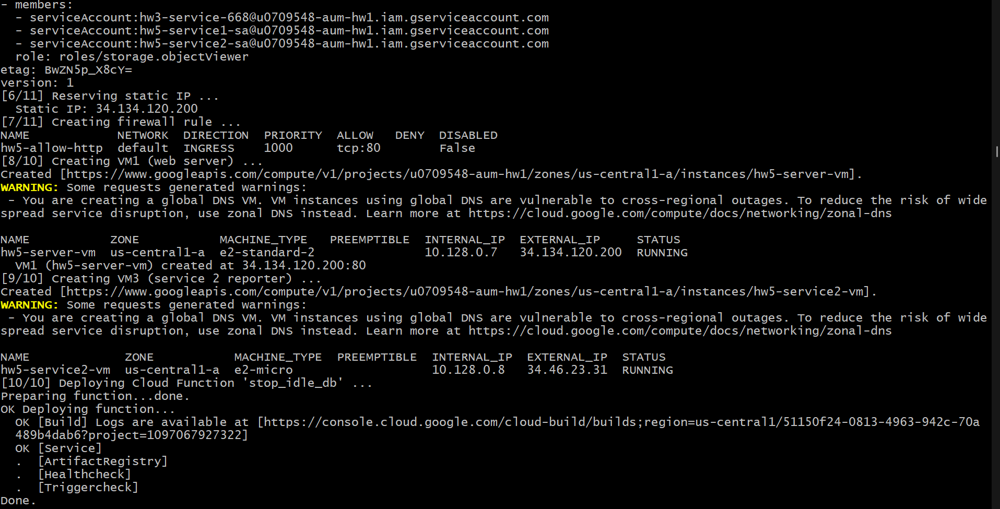 - members:
  - serviceAccount:hw3-service-668@u0709548-aum-hw1.iam.gserviceaccount.com
  - serviceAccount:hw5-service1-sa@u0709548-aum-hw1.iam.gserviceaccount.com
  - serviceAccount:hw5-service2-sa@u0709548-aum-hw1.iam.gserviceaccount.com
  role: roles/storage.objectViewer
etag: BwZN5p_X8cY=
version: 1
[6/11] Reserving static IP ...
  Static IP: 34.134.120.200
[7/11] Creating firewall rule ...
NAME            NETWORK  DIRECTION  PRIORITY  ALLOW   DENY  DISABLED
hw5-allow-http  default  INGRESS    1000      tcp:80        False
[8/10] Creating VM1 (web server) ...
Created [https://www.googleapis.com/compute/v1/projects/u0709548-aum-hw1/zones/us-central1-a/instances/hw5-server-vm].
WARNING: Some requests generated warnings:
 - You are creating a global DNS VM. VM instances using global DNS are vulnerable to cross-regional outages. To reduce the risk of wide
spread service disruption, use zonal DNS instead. Learn more at https://cloud.google.com/compute/docs/networking/zonal-dns

NAME           ZONE           MACHINE_TYPE   PREEMPTIBLE  INTERNAL_IP  EXTERNAL_IP     STATUS
hw5-server-vm  us-central1-a  e2-standard-2               10.128.0.7   34.134.120.200  RUNNING
  VM1 (hw5-server-vm) created at 34.134.120.200:80
[9/10] Creating VM3 (service 2 reporter) ...
Created [https://www.googleapis.com/compute/v1/projects/u0709548-aum-hw1/zones/us-central1-a/instances/hw5-service2-vm].
WARNING: Some requests generated warnings:
 - You are creating a global DNS VM. VM instances using global DNS are vulnerable to cross-regional outages. To reduce the risk of wide
spread service disruption, use zonal DNS instead. Learn more at https://cloud.google.com/compute/docs/networking/zonal-dns

NAME             ZONE           MACHINE_TYPE  PREEMPTIBLE  INTERNAL_IP  EXTERNAL_IP  STATUS
hw5-service2-vm  us-central1-a  e2-micro                   10.128.0.8   34.46.23.31  RUNNING
[10/10] Deploying Cloud Function 'stop_idle_db' ...
Preparing function...done.
OK Deploying function...
  OK [Build] Logs are available at [https://console.cloud.google.com/cloud-build/builds;region=us-central1/51150f24-0813-4963-942c-70a
  489b4dab6?project=1097067927322]
  OK [Service]
  .  [ArtifactRegistry]
  .  [Healthcheck]
  .  [Triggercheck]
Done.